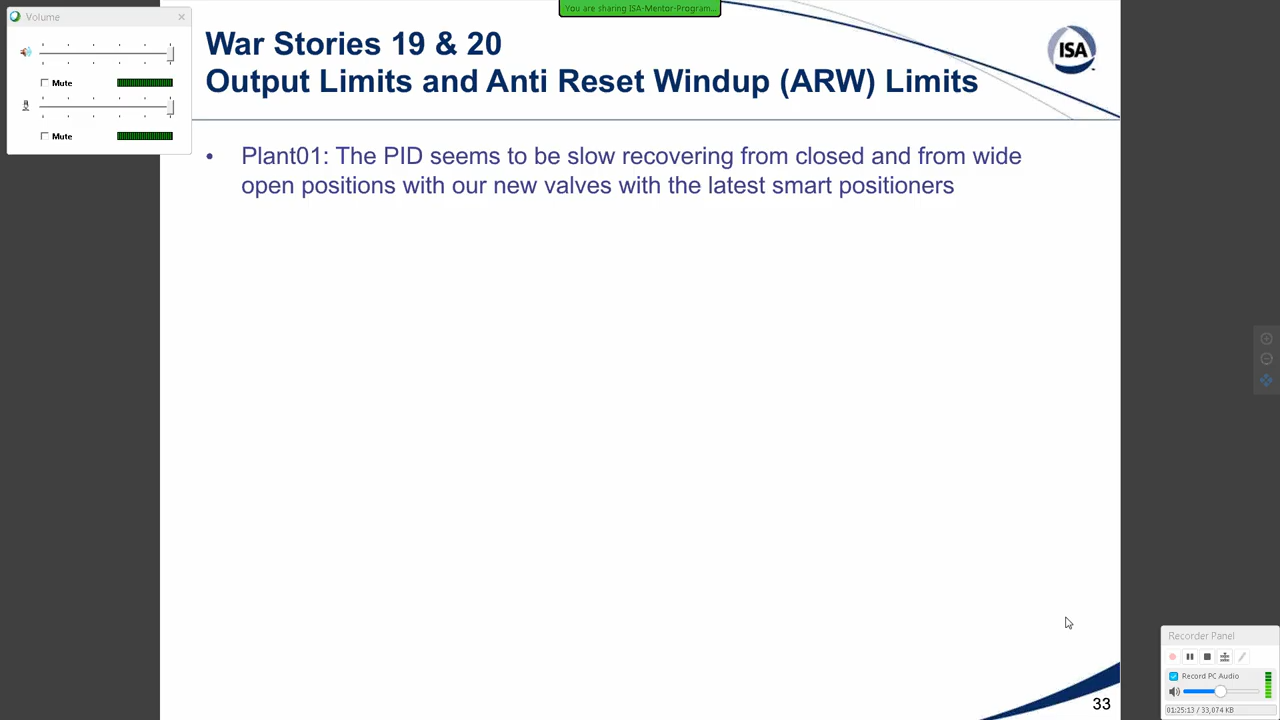 You are sharing ISA-Mentor-Program...
Volume
Mute
Mute
War Stories 19 & 20
Output Limits and Anti Reset Windup (ARW) Limits
ISA
• Plant01: The PID seems to be slow recovering from closed and from wide
open positions with our new valves with the latest smart positioners
Recorder Panel
Record PC Audio
01:25:13 / 33,074 KB
33